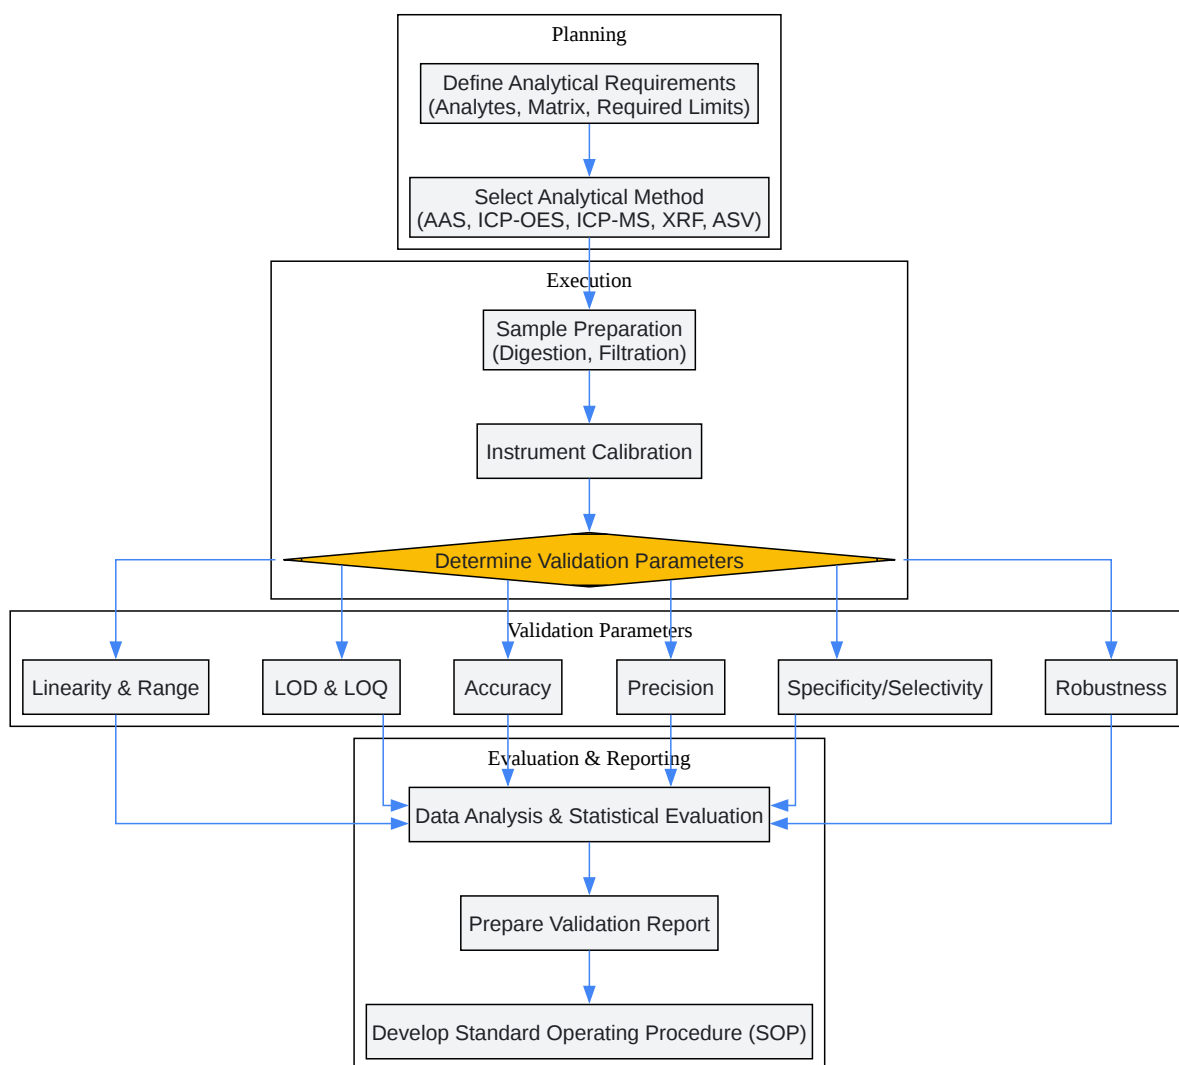 Planning
Define Analytical Requirements
(Analytes, Matrix, Required Limits)
Select Analytical Method
(AAS, ICP-OES, ICP-MS, XRF, ASV)
Execution
Sample Preparation
(Digestion, Filtration)
Instrument Calibration
Determine Validation Parameters
Validation Parameters
Linearity & Range
LOD & LOQ
Accuracy
Precision
Specificity/Selectivity
Robustness
Evaluation & Reporting
Data Analysis & Statistical Evaluation
Prepare Validation Report
Develop Standard Operating Procedure (SOP)